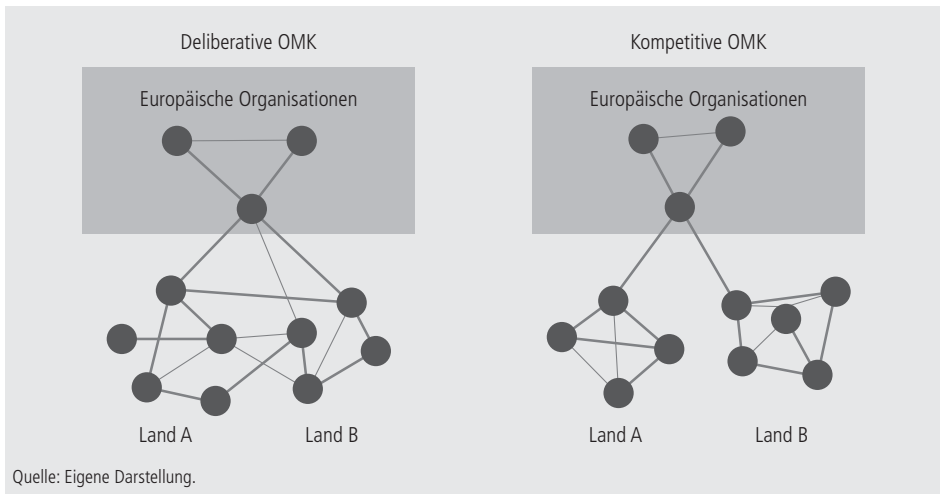 Deliberative OMK
Europäische Organisationen
Land A
Land B
Kompetitive OMK
Europäische Organisationen
Land A
Land B
Quelle: Eigene Darstellung.